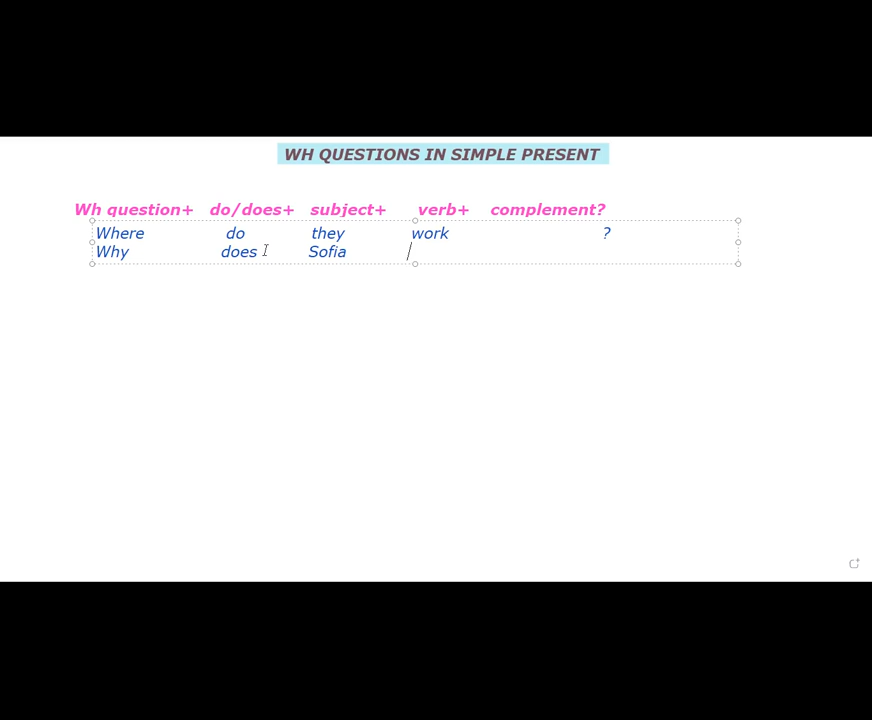 WH QUESTIONS IN SIMPLE PRESENT
Wh question+ do/does+ subject+ verb+ complement?
Where do they work ?
Why does Sofia